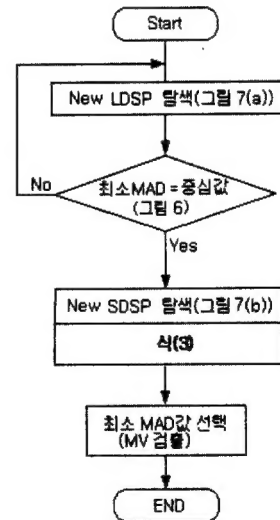 Start
New LDSP 탐색(그림 7(a))
최소MAD = 중심값
(그림 6)
No
Yes
New SDSP 탐색(그림 7(b))
식(3)
최소 MAD값 선택
(MV 검출)
END